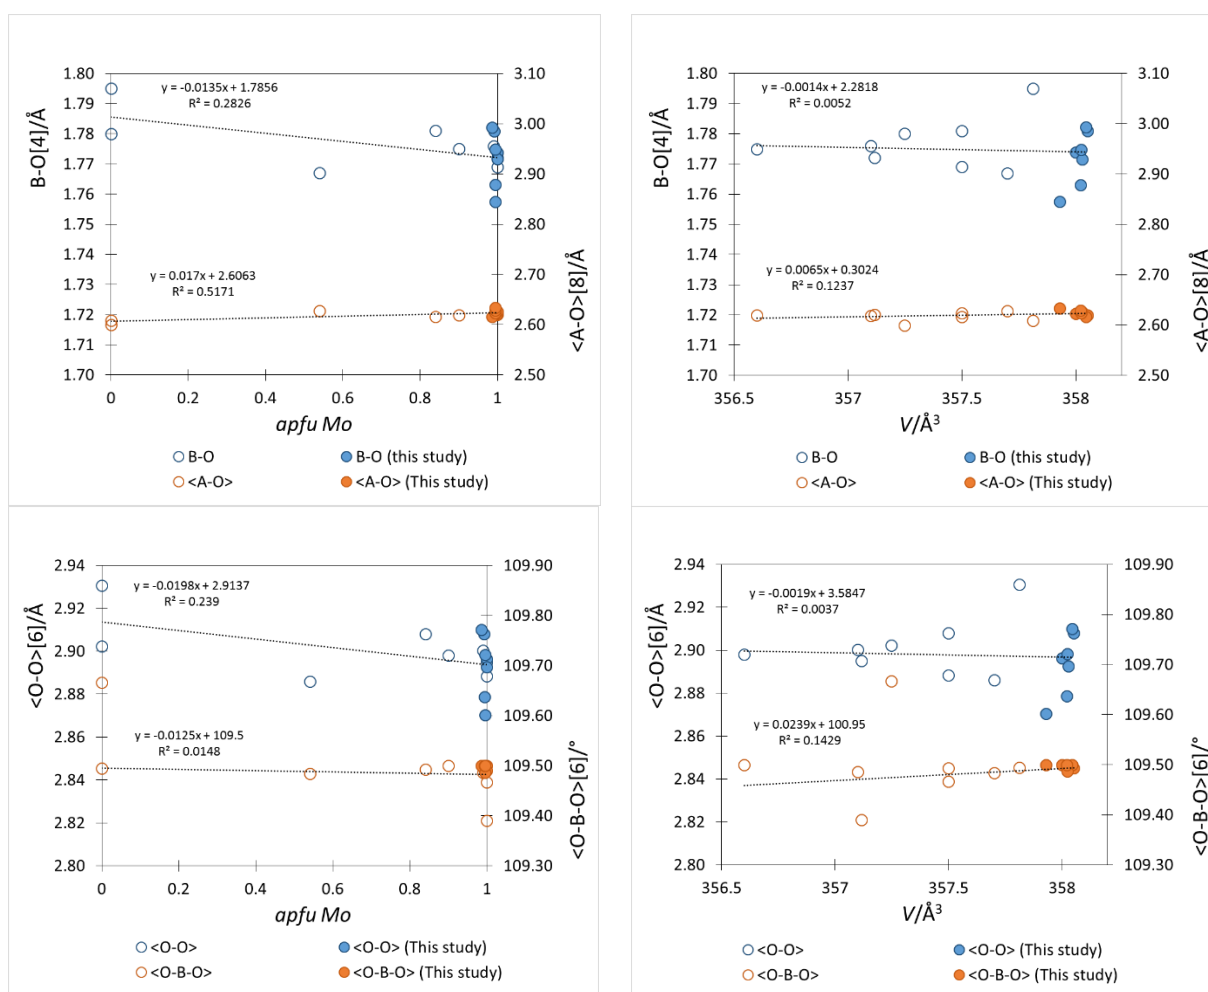 1.80
1.79
1.78
1.77
1.76
1.75
1.74
1.73
1.72
1.71
1.70
B-O[4]/Å
y = -0.0135x + 1.7856
R² = 0.2826
y = 0.017x + 2.6063
R² = 0.5171
3.10
3.00
2.90
2.80
2.70
2.60
2.50
<A-O>[8]/Å
0 0.2 0.4 0.6 0.8 1
apfu Mo
B-O B-O (this study)
<A-O> <A-O> (This study)
1.80
1.79
1.78
1.77
1.76
1.75
1.74
1.73
1.72
1.71
1.70
B-O[4]/Å
y = -0.0014x + 2.2818
R² = 0.0052
y = 0.0065x + 0.3024
R² = 0.1237
3.10
3.00
2.90
2.80
2.70
2.60
2.50
<A-O>[8]/Å
356.5 357 357.5 358
V/Å³
B-O B-O (this study)
<A-O> <A-O> (This study)
2.94
2.92
2.90
2.88
2.86
2.84
2.82
2.80
<O-O>[6]/Å
y = -0.0198x + 2.9137
R² = 0.239
y = -0.0125x + 109.5
R² = 0.0148
109.90
109.80
109.70
109.60
109.50
109.40
109.30
<O-B-O>[6]/°
0 0.2 0.4 0.6 0.8 1
apfu Mo
<O-O> <O-O> (This study)
<O-B-O> <O-B-O> (This study)
2.94
2.92
2.90
2.88
2.86
2.84
2.82
2.80
<O-O>[6]/Å
y = -0.0019x + 3.5847
R² = 0.0037
y = 0.0239x + 100.95
R² = 0.1429
109.90
109.80
109.70
109.60
109.50
109.40
109.30
<O-B-O>[6]/°
356.5 357 357.5 358
V/Å³
<O-O> <O-O> (This study)
<O-B-O> <O-B-O> (This study)